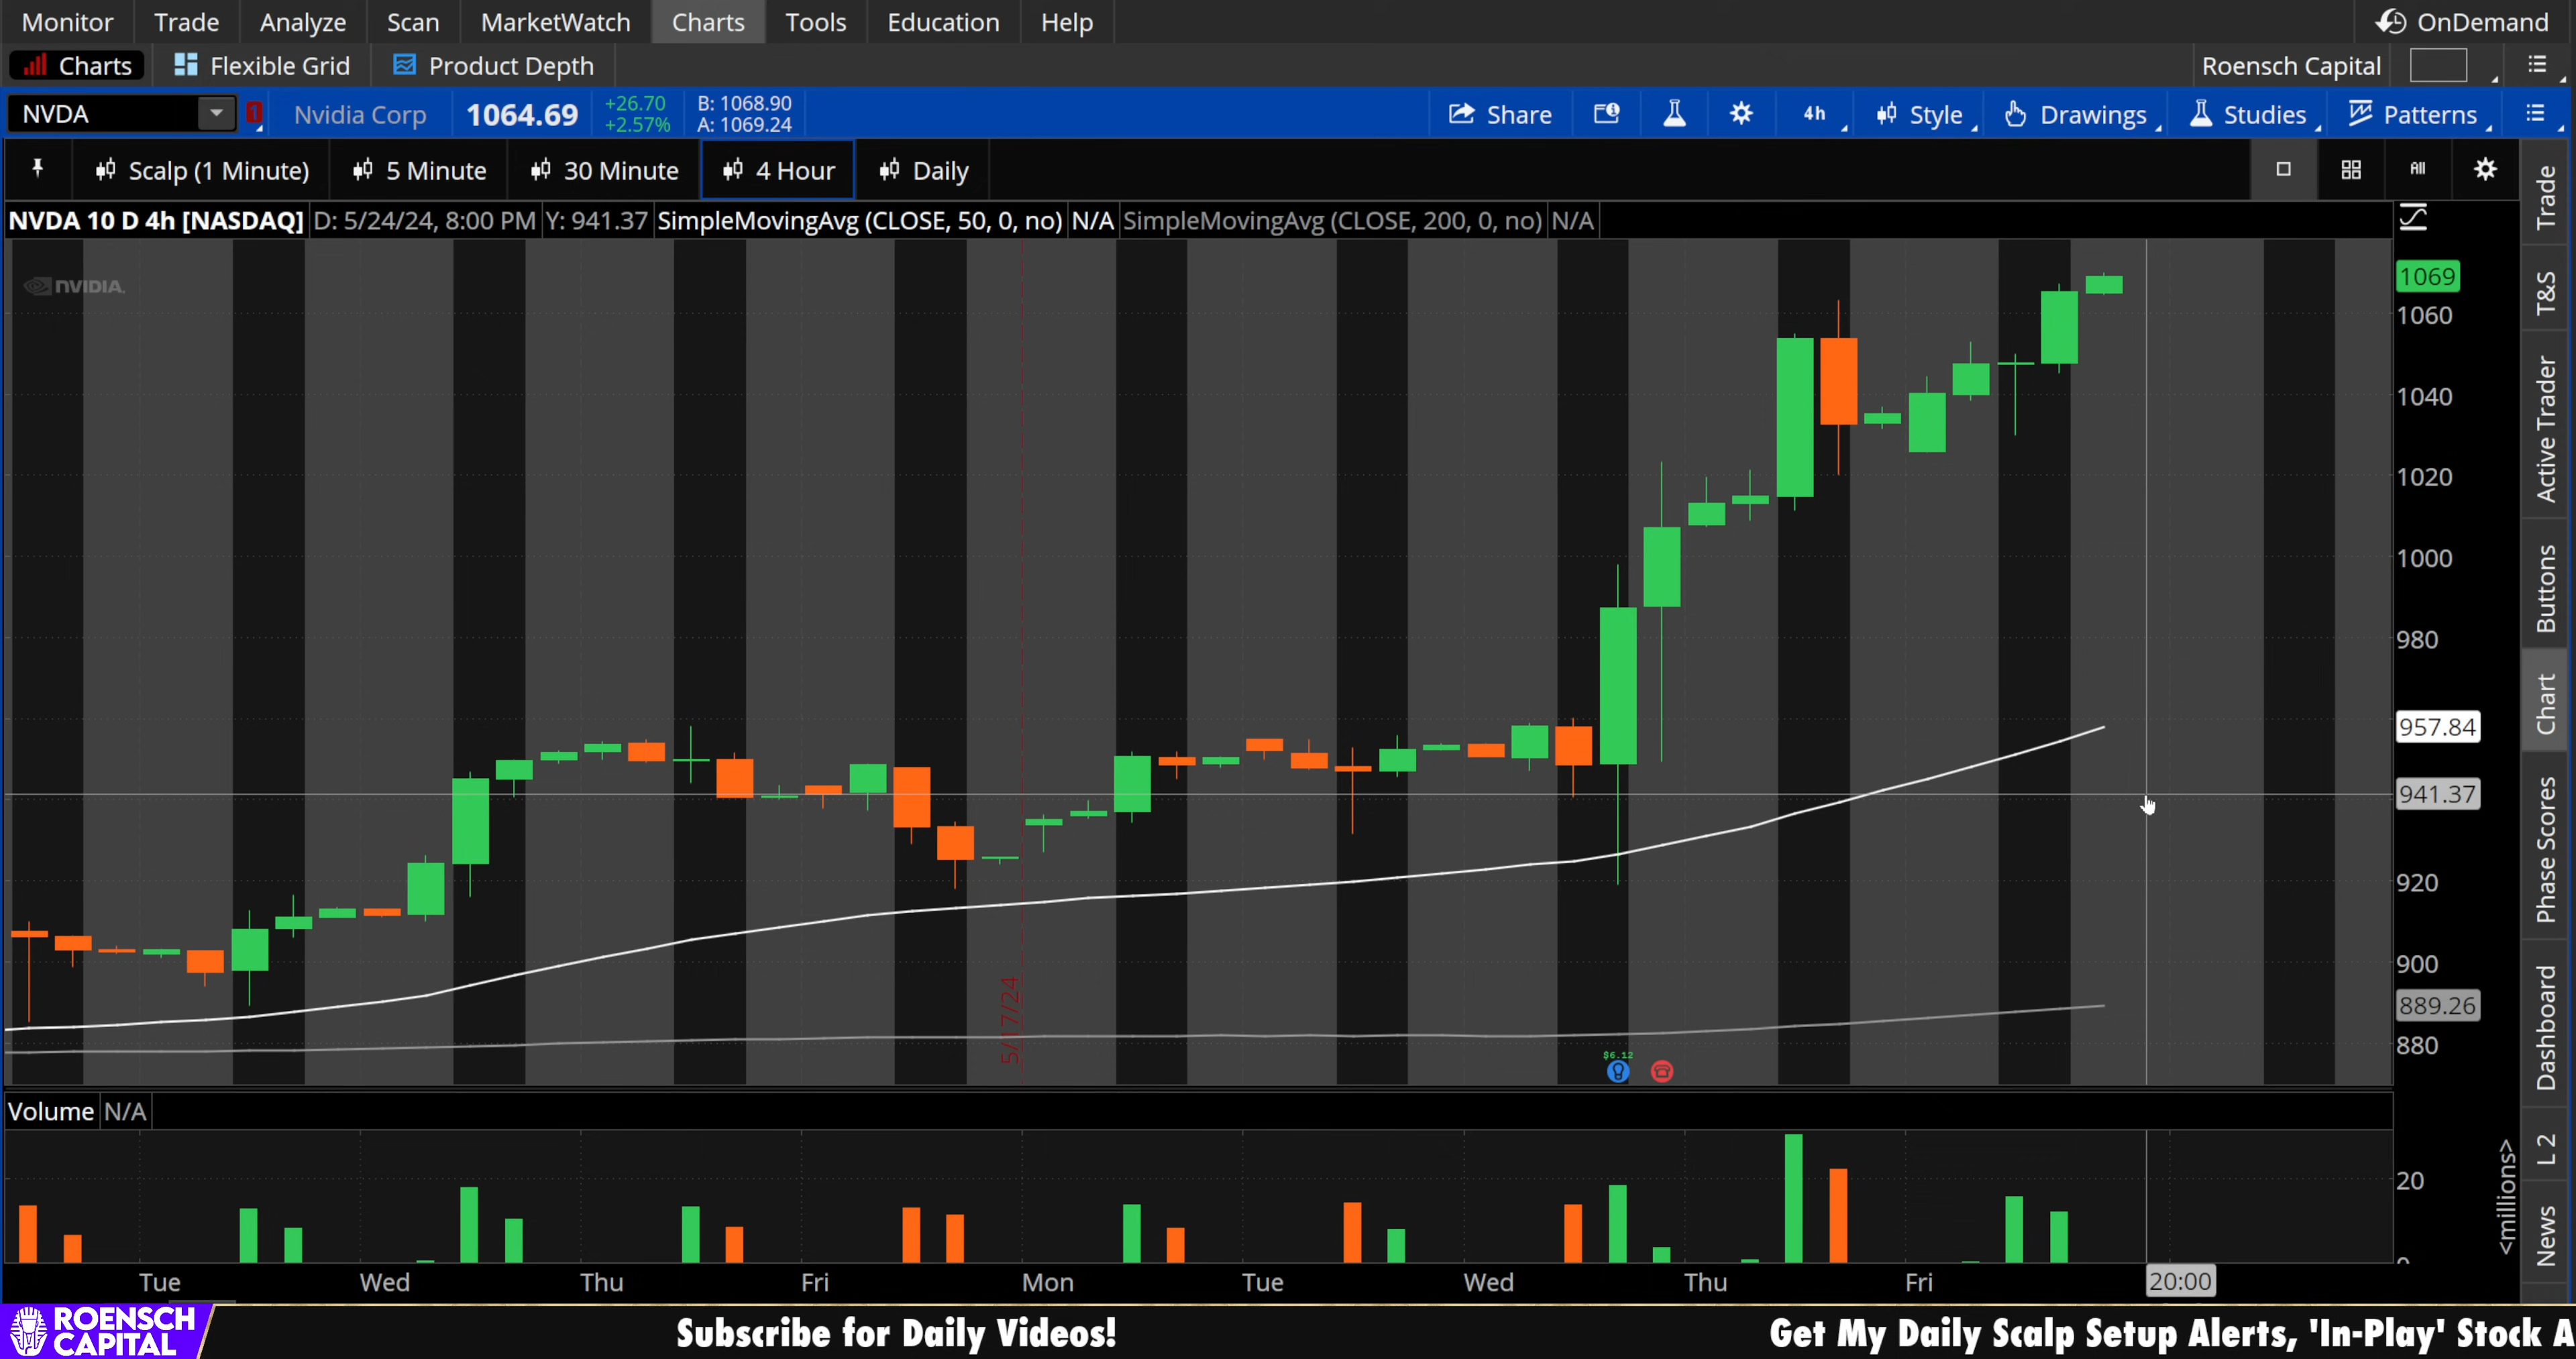 Monitor Trade Analyze Scan MarketWatch Charts Tools Education Help OnDemand
Charts Flexible Grid Product Depth Roensch Capital
NVDA 1 Nvidia Corp 1064.69 +26.70 B: 1068.90 Share 4h Style Drawings Studies Patterns
+2.57% A: 1069.24
Scalp (1 Minute) 5 Minute 30 Minute 4 Hour Daily All
NVDA 10 D 4h [NASDAQ] D: 5/24/24, 8:00 PM Y: 941.37 SimpleMovingAvg (CLOSE, 50, 0, no) N/A SimpleMovingAvg (CLOSE, 200, 0, no) N/A
NVIDIA.
1069
1060
1040
1020
1000
980
957.84
941.37
920
900
889.26
880
5/17/24
$6.12
Volume N/A
20
0
<millions>
Tue Wed Thu Fri Mon Tue Wed Thu Fri 20:00
Trade
T&S
Active Trader
Buttons
Chart
Phase Scores
Dashboard
L 2
News
ROENSCH
CAPITAL
Subscribe for Daily Videos!
Get My Daily Scalp Setup Alerts, 'In-Play' Stock A